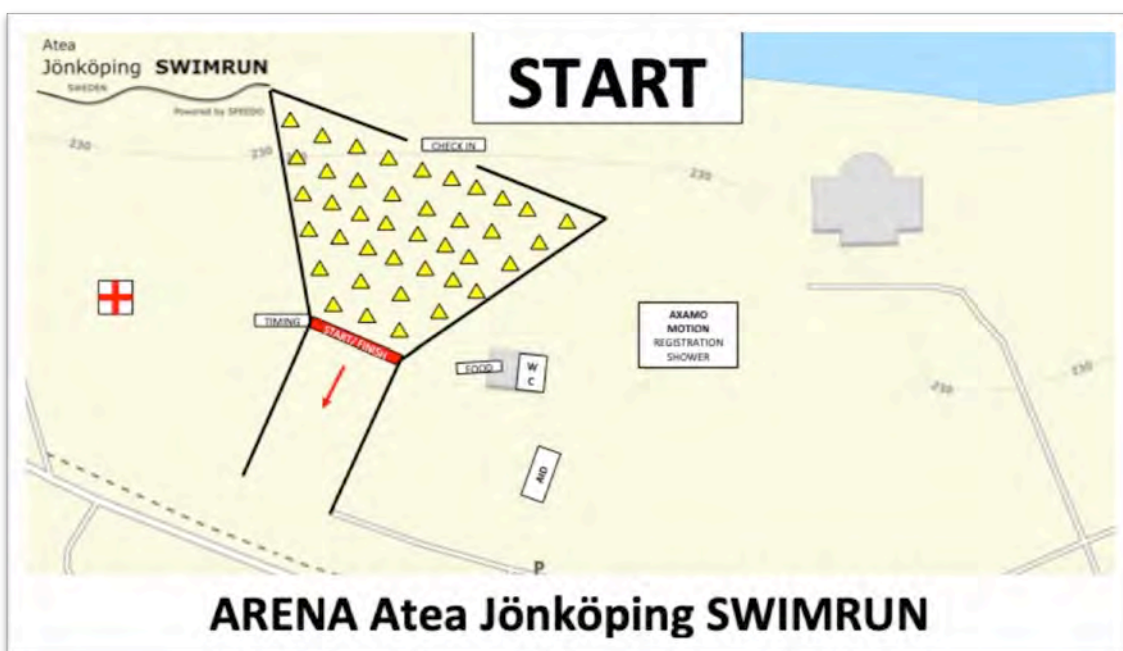 Atea
Jönköping SWIMRUN
SWEDEN
Powered by SPEEDO
START
CHECK IN
230
230
230
TIMING
START/ FINISH
AXAMO
MOTION
REGISTRATION
SHOWER
FOOD
W
C
230
230
AID
P
ARENA Atea Jönköping SWIMRUN